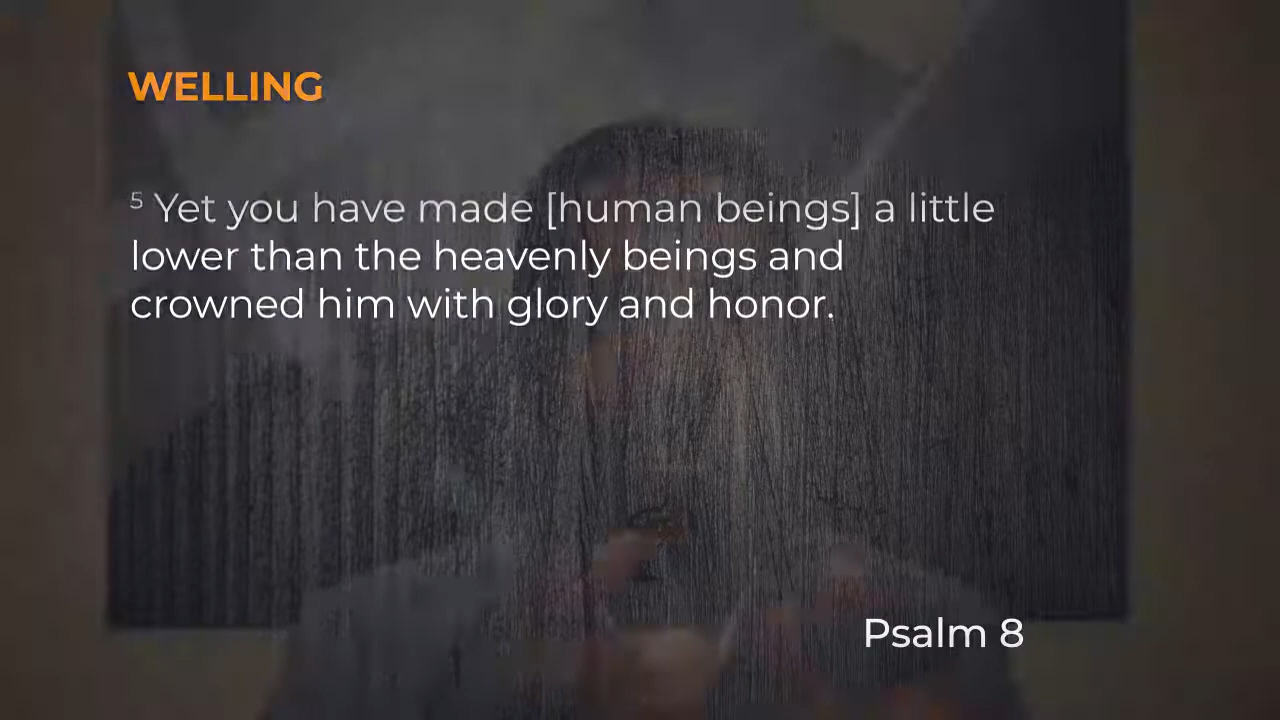 WELLING
5 Yet you have made [human beings] a little
lower than the heavenly beings and
crowned him with glory and honor.
Psalm 8